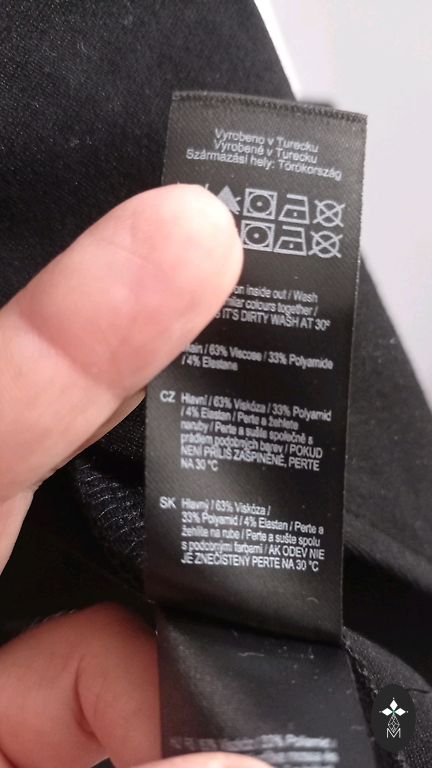 Vyrobeno v Turecku
Vyrobené v Turecku
Származási hely: Törökország
on inside out / Wash
similar colours together /
IT'S DIRTY WASH AT 30°
Main / 63% Viscose / 33% Polyamide
/ 4% Elastane
CZ Hlavní / 63% Viskóza / 33% Polyamid
/ 4% Elastan / Perte a žehlete
naruby / Perte a sušte společně s
prádlem podobných barev / POKUD
NENÍ PŘÍLIŠ ZAŠPINĚNÉ, PERTE
NA 30 °C
SK Hlavný / 63% Viskóza /
33% Polyamid / 4% Elastan / Perte a
žehlite na rube / Perte a sušte spolu
s podobnými farbami / AK ODEV NIE
JE ZNEČISTENÝ PERTE NA 30 °C
M